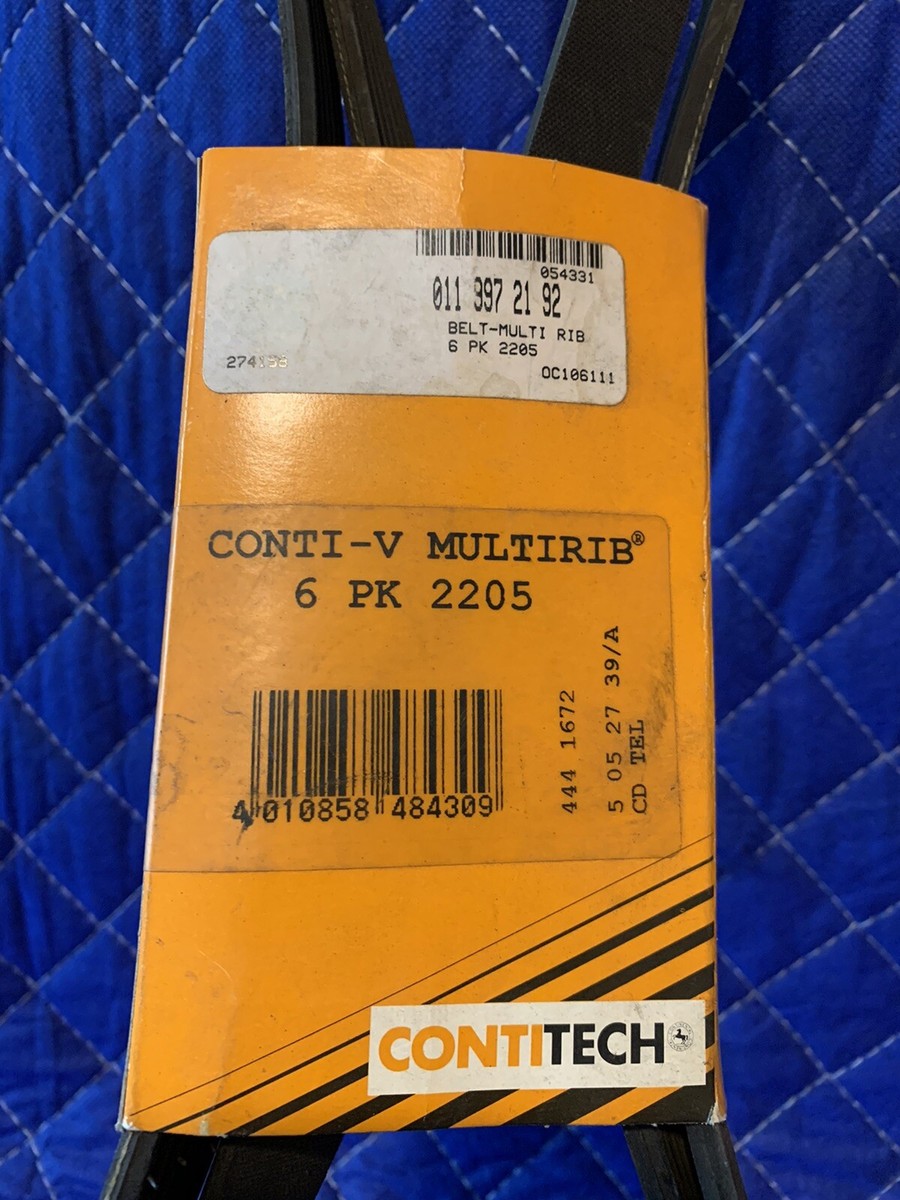 054331
011 997 21 92
BELT-MULTI RIB
6 PK 2205
OC106111
CONTI-V MULTIRIB®
6 PK 2205
4 010858 484309
444 1672
5 05 27 39/A
CD TEL
CONTITECH